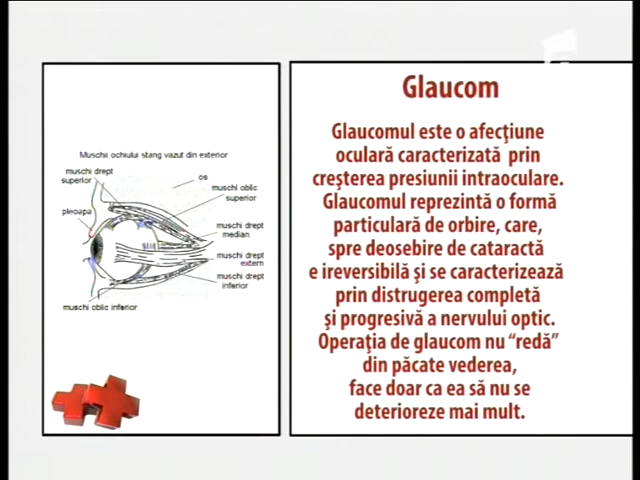 Muschii ochiului stang vazut din exterior
muschi drept
superior
os
muschi oblic
superior
pleoapa
muschi drept
median
muschi drept
extern
muschi drept
inferior
muschi oblic inferior
Glaucom
Glaucomul este o afecţiune
oculară caracterizată prin
creşterea presiunii intraoculare.
Glaucomul reprezintă o formă
particulară de orbire, care,
spre deosebire de cataractă
e ireversibilă şi se caracterizează
prin distrugerea completă
şi progresivă a nervului optic.
Operaţia de glaucom nu “redă”
din păcate vederea,
face doar ca ea să nu se
deterioreze mai mult.